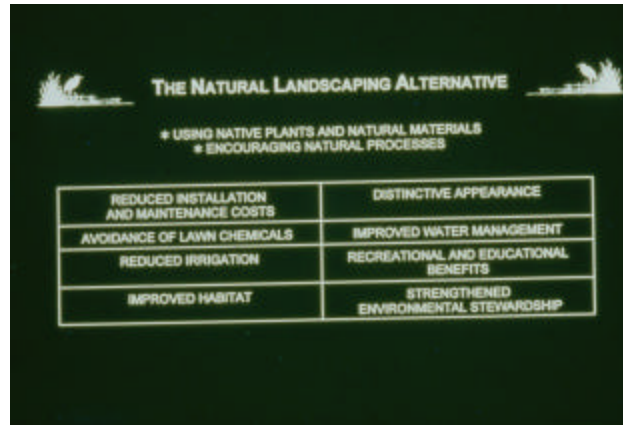 THE NATURAL LANDSCAPING ALTERNATIVE
* USING NATIVE PLANTS AND NATURAL MATERIALS
* ENCOURAGING NATURAL PROCESSES
REDUCED INSTALLATION
AND MAINTENANCE COSTS
DISTINCTIVE APPEARANCE
AVOIDANCE OF LAWN CHEMICALS
IMPROVED WATER MANAGEMENT
REDUCED IRRIGATION
RECREATIONAL AND EDUCATIONAL
BENEFITS
IMPROVED HABITAT
STRENGTHENED
ENVIRONMENTAL STEWARDSHIP